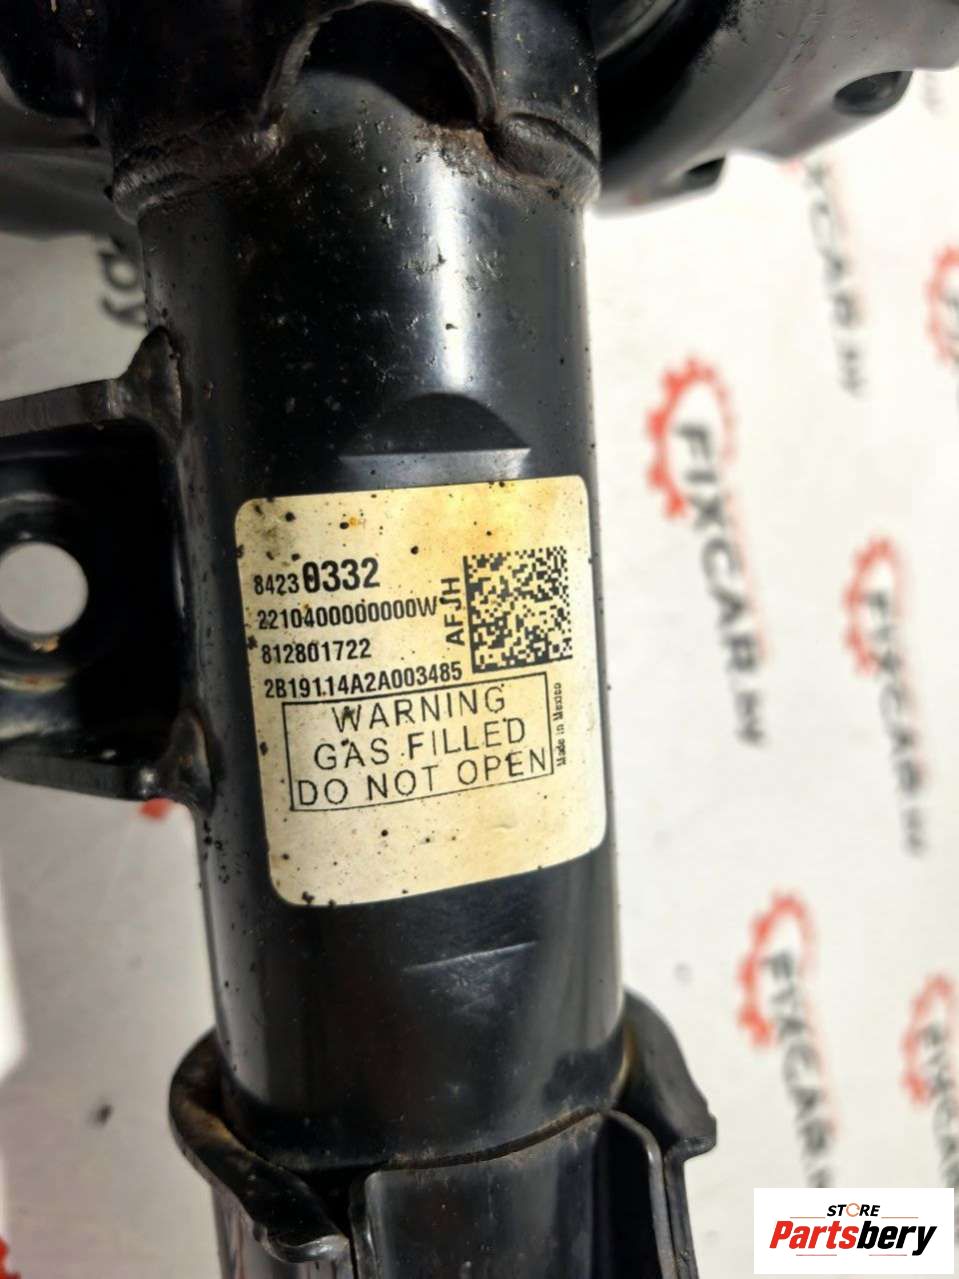 84230332
2210400000000W
812801722
2B191.14A2A003485
AFJH
WARNING
GAS FILLED
DO NOT OPEN
Made in Mexico
FIXCAR
FIXCAR.BY
FIXCAR.BY
FIXCAR
STORE
Partsbery